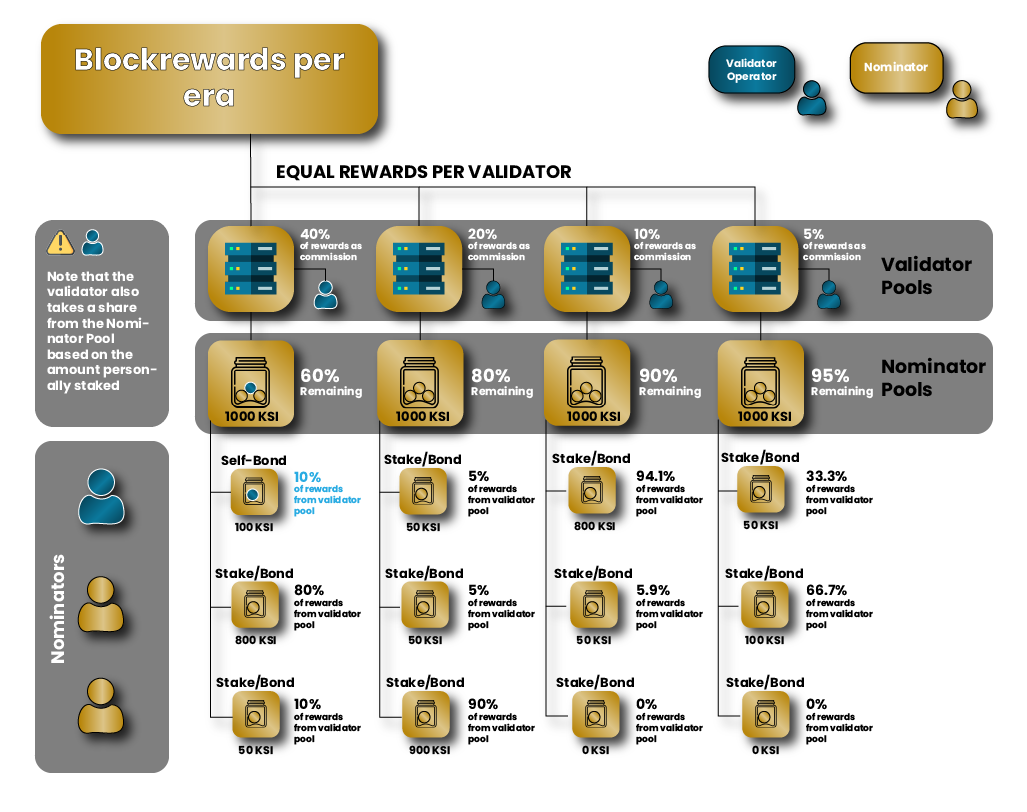 Blockrewards per
era
Validator
Operator
Nominator
EQUAL REWARDS PER VALIDATOR
Note that the
validator also
takes a share
from the Nomi-
nator Pool
based on the
amount person-
ally staked
40%
of rewards as
commission
20%
of rewards as
commission
10%
of rewards as
commission
5%
of rewards as
commission
Validator
Pools
1000 KSI
60%
Remaining
1000 KSI
80%
Remaining
1000 KSI
90%
Remaining
1000 KSI
95%
Remaining
Nominator
Pools
Nominators
Self-Bond
10%
of rewards
from validator
pool
100 KSI
Stake/Bond
5%
of rewards
from validator
pool
50 KSI
Stake/Bond
94.1%
of rewards
from validator
pool
800 KSI
Stake/Bond
33.3%
of rewards
from validator
pool
50 KSI
Stake/Bond
80%
of rewards
from validator
pool
800 KSI
Stake/Bond
5%
of rewards
from validator
pool
50 KSI
Stake/Bond
5.9%
of rewards
from validator
pool
50 KSI
Stake/Bond
66.7%
of rewards
from validator
pool
100 KSI
Stake/Bond
10%
of rewards
from validator
pool
50 KSI
Stake/Bond
90%
of rewards
from validator
pool
900 KSI
Stake/Bond
0%
of rewards
from validator
pool
0 KSI
Stake/Bond
0%
of rewards
from validator
pool
0 KSI